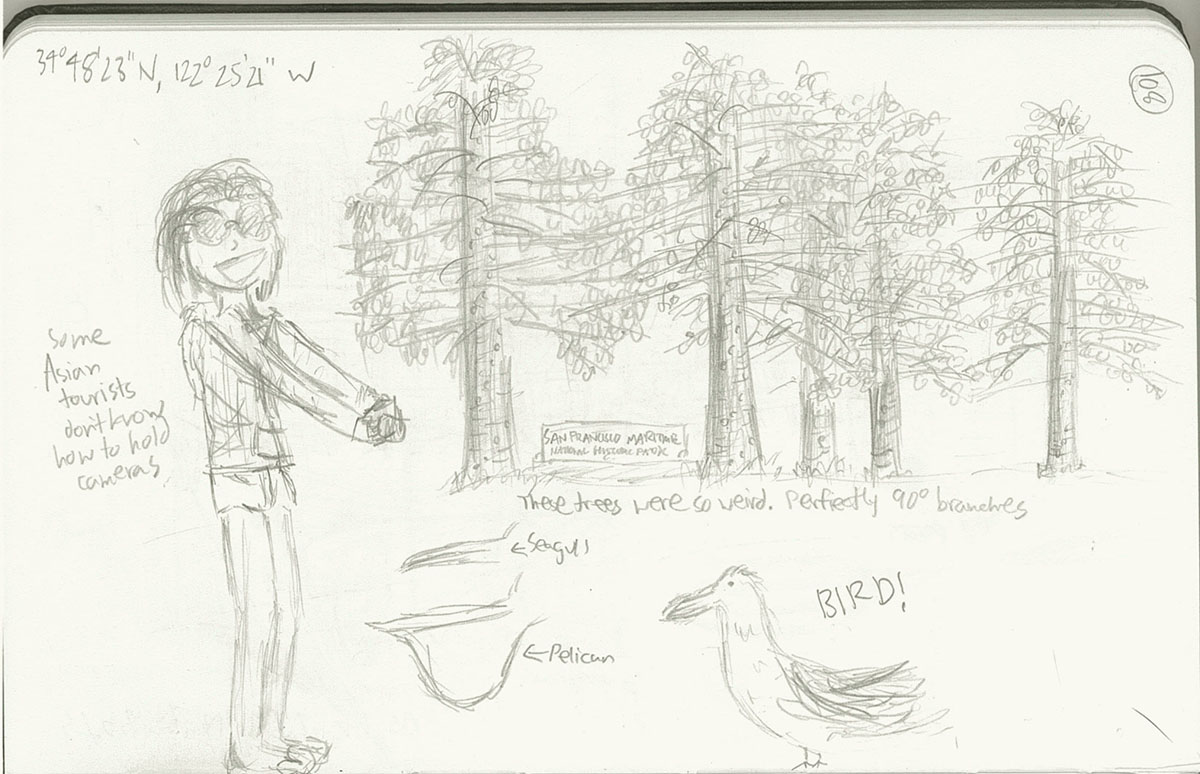 34°48'23"N, 122°25'21" W
108
some
Asian
tourists
don't know
how to hold
cameras.
SAN FRANCISCO MARITIME
NATIONAL HISTORIC PARK
These trees were so weird. Perfectly 90° branches
←Seagull
←Pelican
BIRD!